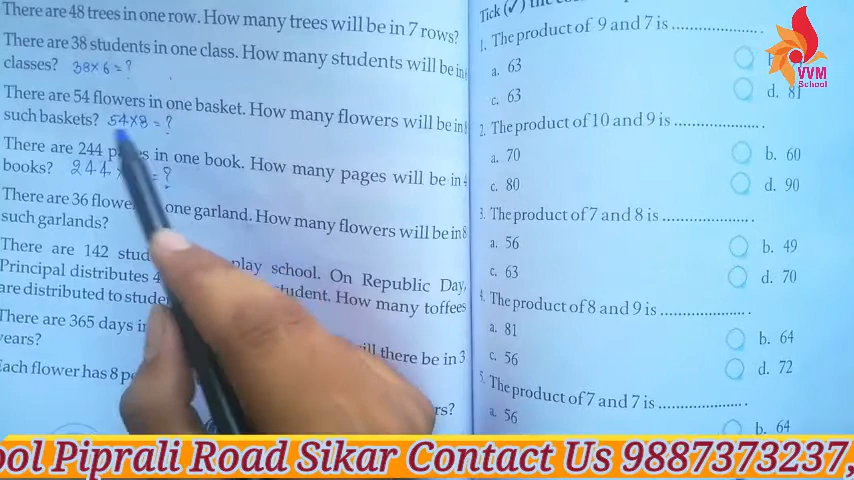 There are 48 trees in one row. How many trees will be in 7 rows?
There are 38 students in one class. How many students will be in
classes? 38×6=?
There are 54 flowers in one basket. How many flowers will be in
such baskets? 54×8=?
There are 244 pages in one book. How many pages will be in 4
books? 244 =?
There are 36 one garland. How many flowers will be in 8
such garlands?
There are 142 play school. On Republic Day,
Principal distributes 4 student. How many toffees
are distributed to
There are 365 days in will there be in 3
years?
Each flower has 8
Tick (✓)
1. The product of 9 and 7 is ....................
a. 63
c. 63
d. 81
2. The product of 10 and 9 is ....................
a. 70
b. 60
c. 80
d. 90
3. The product of 7 and 8 is ....................
a. 56
b. 49
c. 63
d. 70
4. The product of 8 and 9 is ....................
a. 81
b. 64
c. 56
d. 72
5. The product of 7 and 7 is ....................
a. 56
b. 64
VVM
School
ool Piprali Road Sikar Contact Us 9887373237,